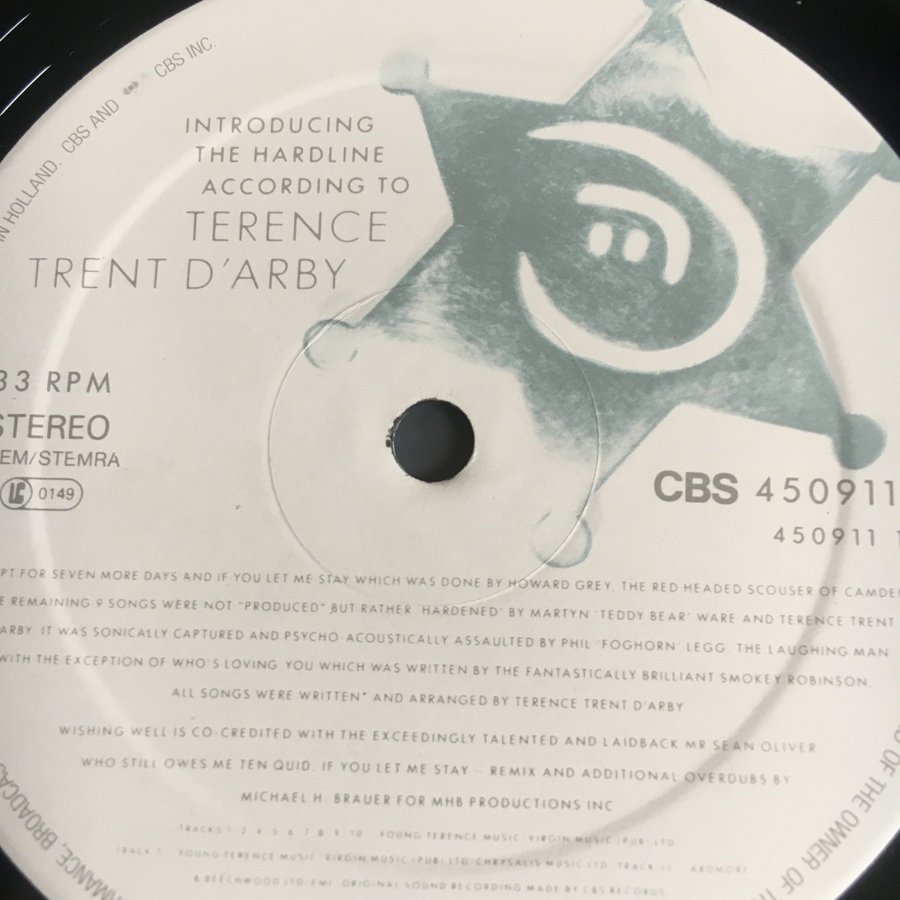 IN HOLLAND. CBS AND ® CBS INC.
INTRODUCING
THE HARDLINE
ACCORDING TO
TERENCE
TRENT D'ARBY
33 RPM
STEREO
EM/STEMRA
LC 0149
CBS 450911
450911 1
PT FOR SEVEN MORE DAYS AND IF YOU LET ME STAY WHICH WAS DONE BY HOWARD GREY, THE RED HEADED SCOUSER OF CAMDE
E REMAINING 9 SONGS WERE NOT "PRODUCED" BUT RATHER 'HARDENED' BY MARTYN 'TEDDY BEAR' WARE AND TERENCE TRENT
ARBY. IT WAS SONICALLY CAPTURED AND PSYCHO-ACOUSTICALLY ASSAULTED BY PHIL 'FOGHORN' LEGG, THE LAUGHING MAN
WITH THE EXCEPTION OF WHO'S LOVING YOU WHICH WAS WRITTEN BY THE FANTASTICALLY BRILLIANT SMOKEY ROBINSON,
ALL SONGS WERE WRITTEN* AND ARRANGED BY TERENCE TRENT D'ARBY
WISHING WELL IS CO-CREDITED WITH THE EXCEEDINGLY TALENTED AND LAIDBACK MR SEAN OLIVER
WHO STILL OWES ME TEN QUID. IF YOU LET ME STAY -- REMIX AND ADDITIONAL OVERDUBS BY
MICHAEL H. BRAUER FOR MHB PRODUCTIONS INC
TRACKS 1 2 4 5 6 7 8 9 10 YOUNG TERENCE MUSIC VIRGIN MUSIC (PUB) LTD
TRACK YOUNG TERENCE MUSIC VIRGIN MUSIC (PUB) LTD/CHRYSALIS MUSIC LTD TRACK 11 ARDMORE
& BEECHWOOD LTD/EMI ORIGINAL SOUND RECORDING MADE BY CBS RECORDS
D OF THE OWNER OF TH
RMANCE, BROADCAS